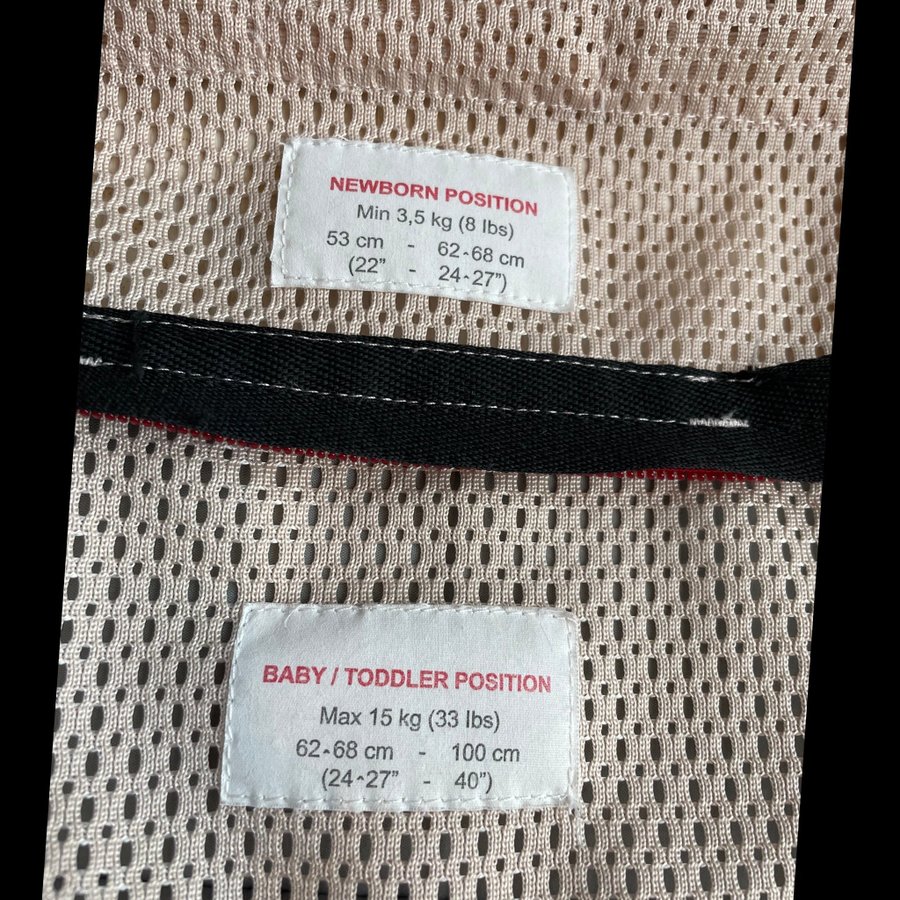 NEWBORN POSITION
Min 3,5 kg (8 lbs)
53 cm - 62-68 cm
(22” - 24-27”)
BABY / TODDLER POSITION
Max 15 kg (33 lbs)
62-68 cm - 100 cm
(24-27” - 40”)